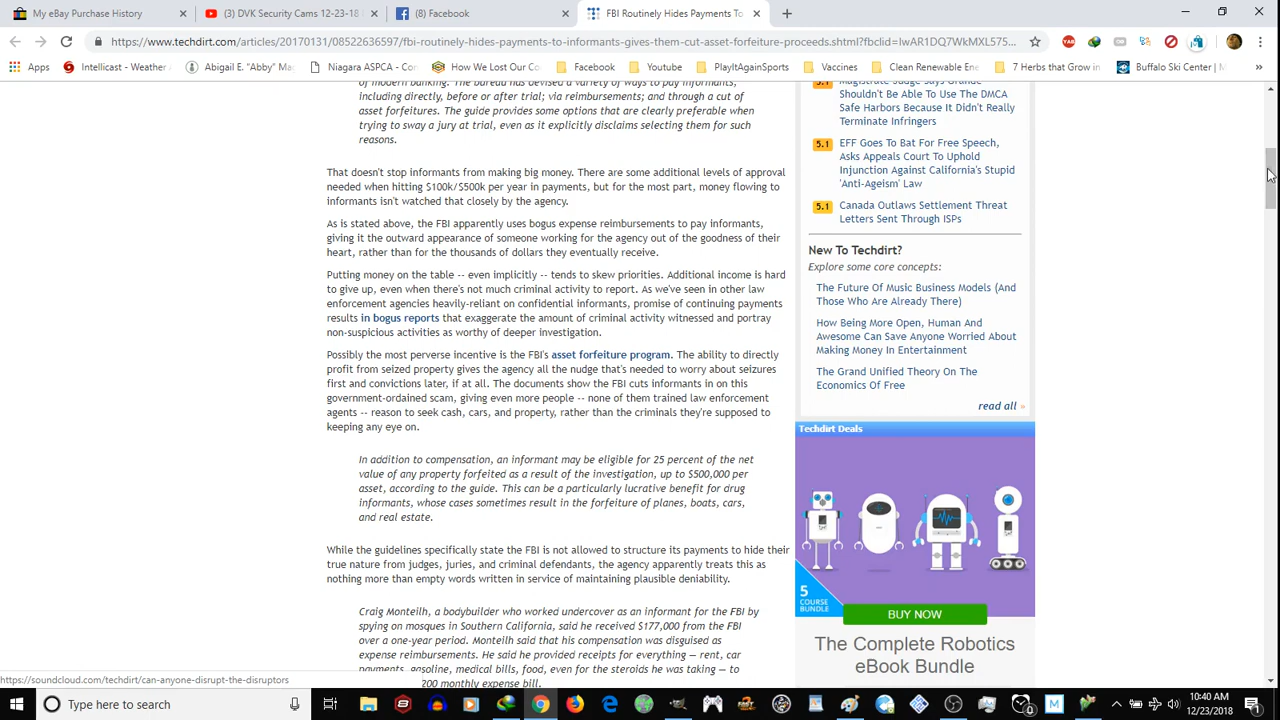 My eBay Purchase History
(3) DVK Security Cams 12-23-18
(8) Facebook
FBI Routinely Hides Payments To
https://www.techdirt.com/articles/20170131/08522636597/fbi-routinely-hides-payments-to-informants-gives-them-cut-asset-forfeiture-proceeds.shtml?fbclid=IwAR1DQ7WkMXL575...
Apps
Intellicast - Weather
Abigail E. "Abby" Ma
Niagara ASPCA - Co
How We Lost Our C
Facebook
Youtube
PlayItAgainSports
Vaccines
Clean Renewable Ene
7 Herbs that Grow in
Buffalo Ski Center |
of modern banking. The bureau has devised a variety of ways to pay informants,
including directly, before or after trial; via reimbursements; and through a cut of
asset forfeitures. The guide provides some options that are clearly preferable when
trying to sway a jury at trial, even as it explicitly disclaims selecting them for such
reasons.
That doesn't stop informants from making big money. There are some additional levels of approval
needed when hitting $100k/$500k per year in payments, but for the most part, money flowing to
informants isn't watched that closely by the agency.
As is stated above, the FBI apparently uses bogus expense reimbursements to pay informants,
giving it the outward appearance of someone working for the agency out of the goodness of their
heart, rather than for the thousands of dollars they eventually receive.
Putting money on the table -- even implicitly -- tends to skew priorities. Additional income is hard
to give up, even when there's not much criminal activity to report. As we've seen in other law
enforcement agencies heavily-reliant on confidential informants, promise of continuing payments
results in bogus reports that exaggerate the amount of criminal activity witnessed and portray
non-suspicious activities as worthy of deeper investigation.
Possibly the most perverse incentive is the FBI's asset forfeiture program. The ability to directly
profit from seized property gives the agency all the nudge that's needed to worry about seizures
first and convictions later, if at all. The documents show the FBI cuts informants in on this
government-ordained scam, giving even more people -- none of them trained law enforcement
agents -- reason to seek cash, cars, and property, rather than the criminals they're supposed to
keeping any eye on.
In addition to compensation, an informant may be eligible for 25 percent of the net
value of any property forfeited as a result of the investigation, up to $500,000 per
asset, according to the guide. This can be a particularly lucrative benefit for drug
informants, whose cases sometimes result in the forfeiture of planes, boats, cars,
and real estate.
While the guidelines specifically state the FBI is not allowed to structure its payments to hide their
true nature from judges, juries, and criminal defendants, the agency apparently treats this as
nothing more than empty words written in service of maintaining plausible deniability.
Craig Monteilh, a bodybuilder who worked undercover as an informant for the FBI by
spying on mosques in Southern California, said he received $177,000 from the FBI
over a one-year period. Monteilh said that his compensation was disguised as
expense reimbursements. He said he provided receipts for everything — rent, car
payments, gasoline, medical bills, food, even for the steroids he was taking — to
200 monthly expense bill.
5.1 Magistrate Judge Says Grande
Shouldn't Be Able To Use The DMCA
Safe Harbors Because It Didn't Really
Terminate Infringers
5.1 EFF Goes To Bat For Free Speech,
Asks Appeals Court To Uphold
Injunction Against California's Stupid
'Anti-Ageism' Law
5.1 Canada Outlaws Settlement Threat
Letters Sent Through ISPs
New To Techdirt?
Explore some core concepts:
The Future Of Music Business Models (And
Those Who Are Already There)
How Being More Open, Human And
Awesome Can Save Anyone Worried About
Making Money In Entertainment
The Grand Unified Theory On The
Economics Of Free
read all »
Techdirt Deals
5
COURSE
BUNDLE
BUY NOW
The Complete Robotics
eBook Bundle
https://soundcloud.com/techdirt/can-anyone-disrupt-the-disruptors
Type here to search
10:40 AM
12/23/2018